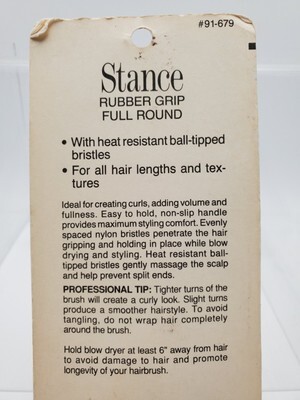 #91-679
Stance
RUBBER GRIP
FULL ROUND
• With heat resistant ball-tipped
bristles
• For all hair lengths and tex-
tures
Ideal for creating curls, adding volume and
fullness. Easy to hold, non-slip handle
provides maximum styling comfort. Evenly
spaced nylon bristles penetrate the hair
gripping and holding in place while blow
drying and styling. Heat resistant ball-
tipped bristles gently massage the scalp
and help prevent split ends.
PROFESSIONAL TIP: Tighter turns of the
brush will create a curly look. Slight turns
produce a smoother hairstyle. To avoid
tangling, do not wrap hair completely
around the brush.
Hold blow dryer at least 6" away from hair
to avoid damage to hair and promote
longevity of your hairbrush.